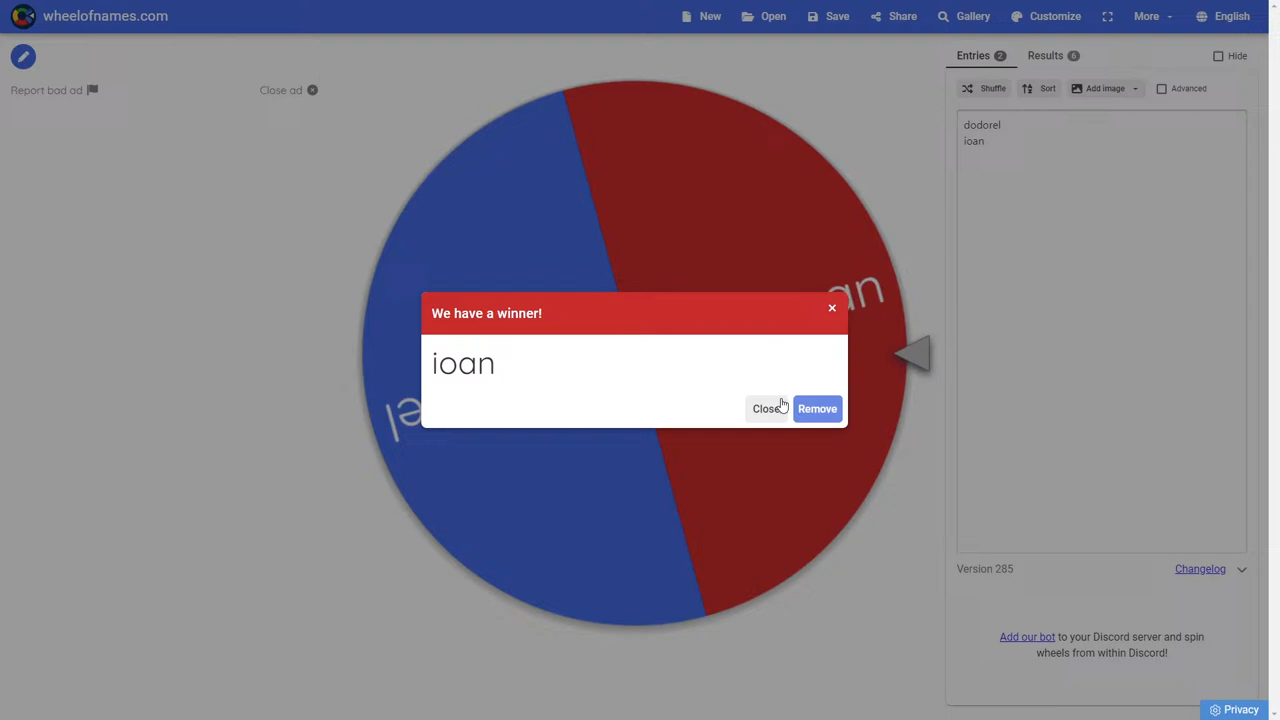 wheelofnames.com
New Open Save Share Gallery Customize More English
Report bad ad
Close ad
Entries 2 Results 6 Hide
Shuffle Sort Add image Advanced
dodorel
ioan
an
el
We have a winner!
×
ioan
Close Remove
Version 285 Changelog
Add our bot to your Discord server and spin
wheels from within Discord!
Privacy